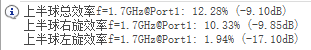 上半球总效率f=1.7GHz@Port1: 12.28% (-9.10dB)
上半球右旋效率f=1.7GHz@Port1: 10.33% (-9.85dB)
上半球左旋效率f=1.7GHz@Port1: 1.94% (-17.10dB)